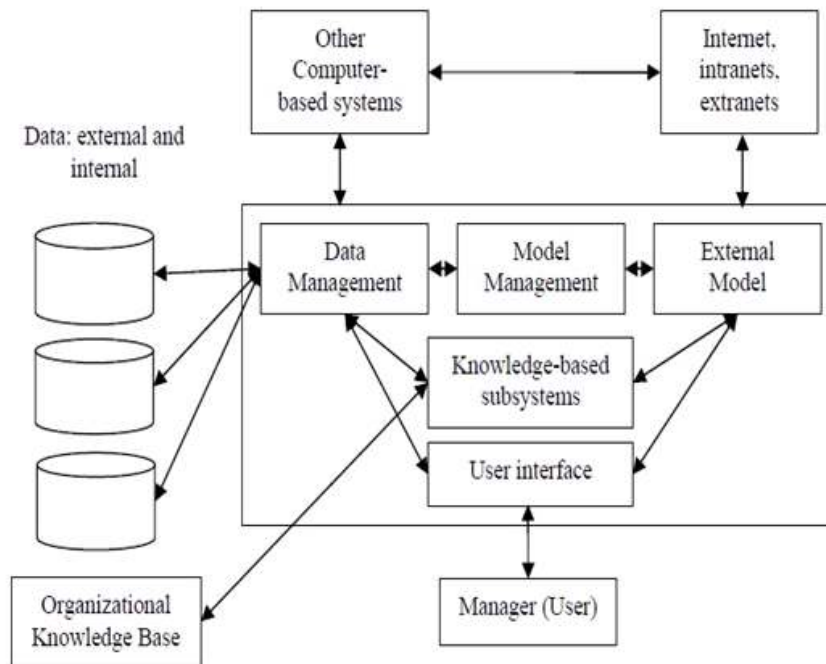 Other
Computer-
based systems
Internet,
intranets,
extranets
Data: external and
internal
Data
Management
Model
Management
External
Model
Knowledge-based
subsystems
User interface
Organizational
Knowledge Base
Manager (User)